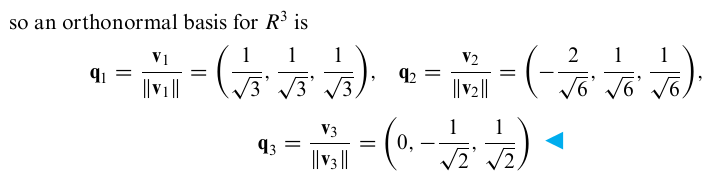 so an orthonormal basis for R³ is
q₁ = v₁/‖v₁‖ = (1/√3, 1/√3, 1/√3), q₂ = v₂/‖v₂‖ = (−2/√6, 1/√6, 1/√6),
q₃ = v₃/‖v₃‖ = (0, −1/√2, 1/√2)